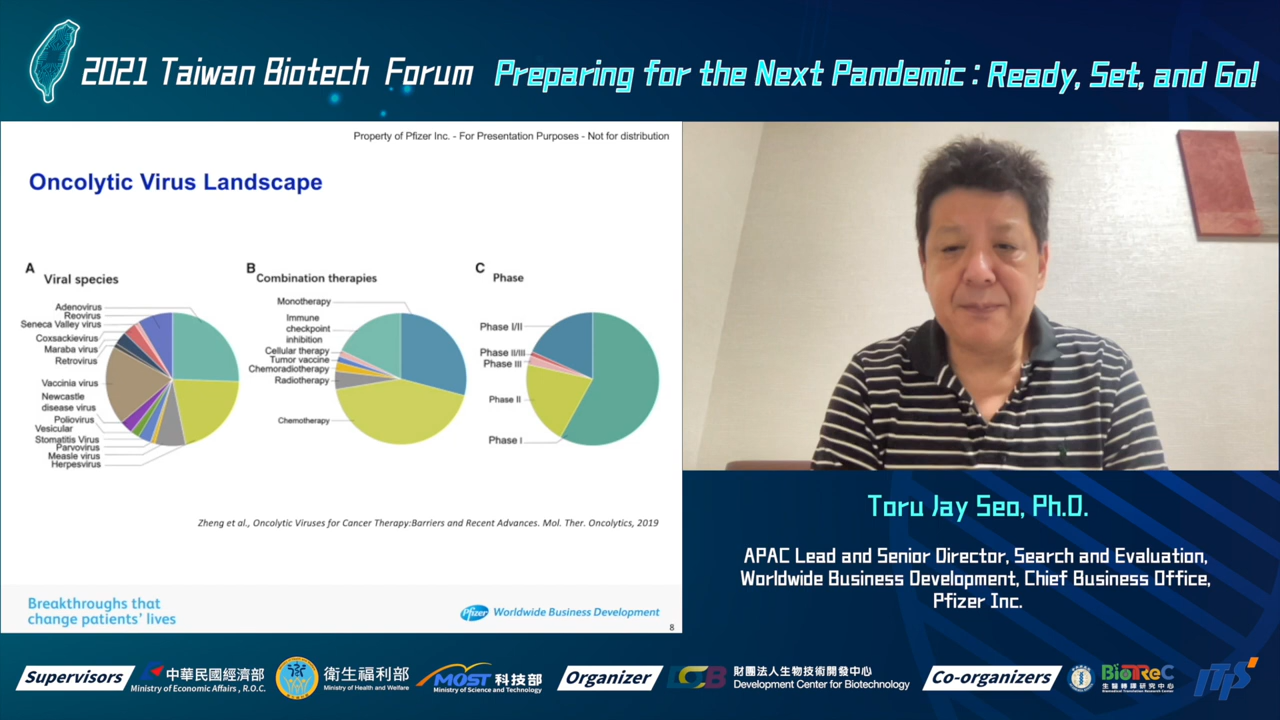 2021 Taiwan Biotech Forum
Preparing for the Next Pandemic : Ready, Set, and Go!
Property of Pfizer Inc. - For Presentation Purposes - Not for distribution
Oncolytic Virus Landscape
A Viral species
Adenovirus
Reovirus
Seneca Valley virus
Coxsackievirus
Maraba virus
Retrovirus
Vaccinia virus
Newcastle
disease virus
Poliovirus
Vesicular
Stomatitis Virus
Parvovirus
Measle virus
Herpesvirus
B Combination therapies
Monotherapy
Immune
checkpoint
inhibition
Cellular therapy
Tumor vaccine
Chemoradiotherapy
Radiotherapy
Chemotherapy
C Phase
Phase I/II
Phase II/III
Phase III
Phase II
Phase I
Zheng et al., Oncolytic Viruses for Cancer Therapy:Barriers and Recent Advances. Mol. Ther. Oncolytics, 2019
Breakthroughs that
change patients' lives
Pfizer Worldwide Business Development
8
Toru Jay Seo, Ph.D.
APAC Lead and Senior Director, Search and Evaluation,
Worldwide Business Development, Chief Business Office,
Pfizer Inc.
Supervisors
中華民國經濟部
Ministry of Economic Affairs , R.O.C.
衛生福利部
Ministry of Health and Welfare
MOST 科技部
Ministry of Science and Technology
Organizer
DCB
財團法人生物技術開發中心
Development Center for Biotechnology
Co-organizers
BioTReC
生醫轉譯研究中心
Biomedical Translation Research Center
ITIS